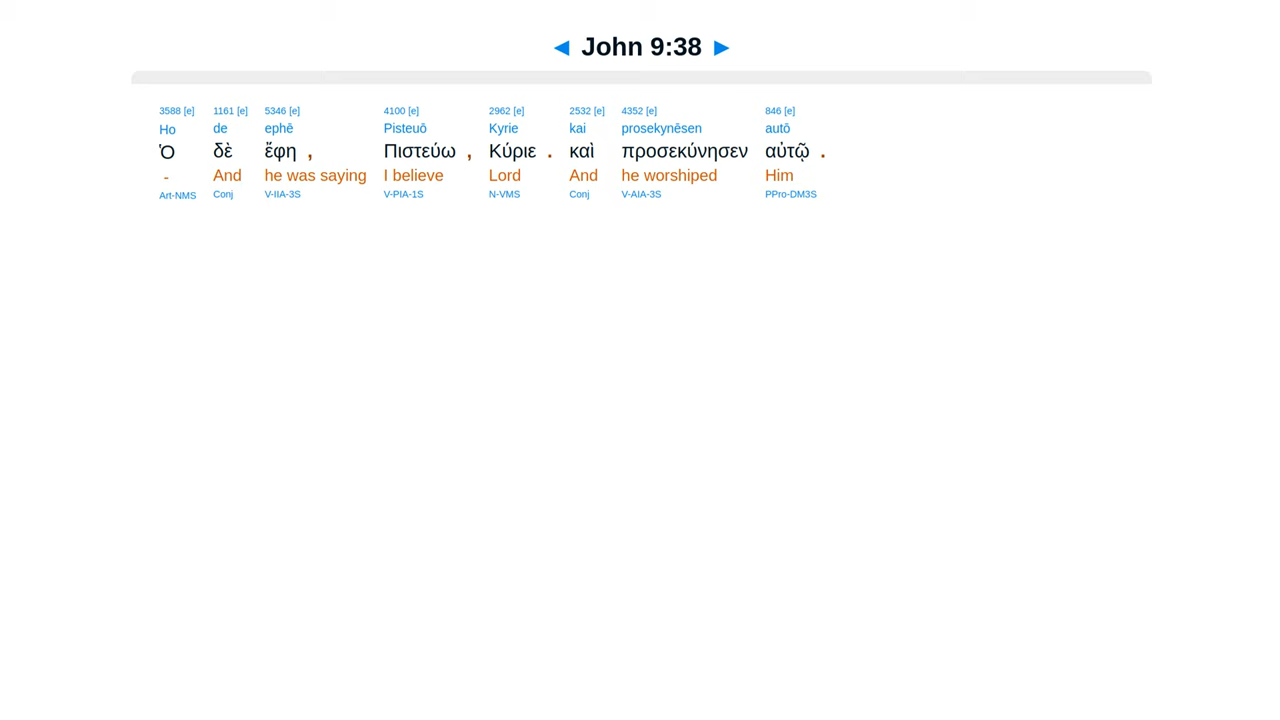 ◄ John 9:38 ►
3588 [e] 1161 [e] 5346 [e] 4100 [e] 2962 [e] 2532 [e] 4352 [e] 846 [e]
Ho de ephē Pisteuō Kyrie kai prosekynēsen autō
Ὁ δὲ ἔφη , Πιστεύω , Κύριε . καὶ προσεκύνησεν αὐτῷ .
- And he was saying I believe Lord And he worshiped Him
Art-NMS Conj V-IIA-3S V-PIA-1S N-VMS Conj V-AIA-3S PPro-DM3S